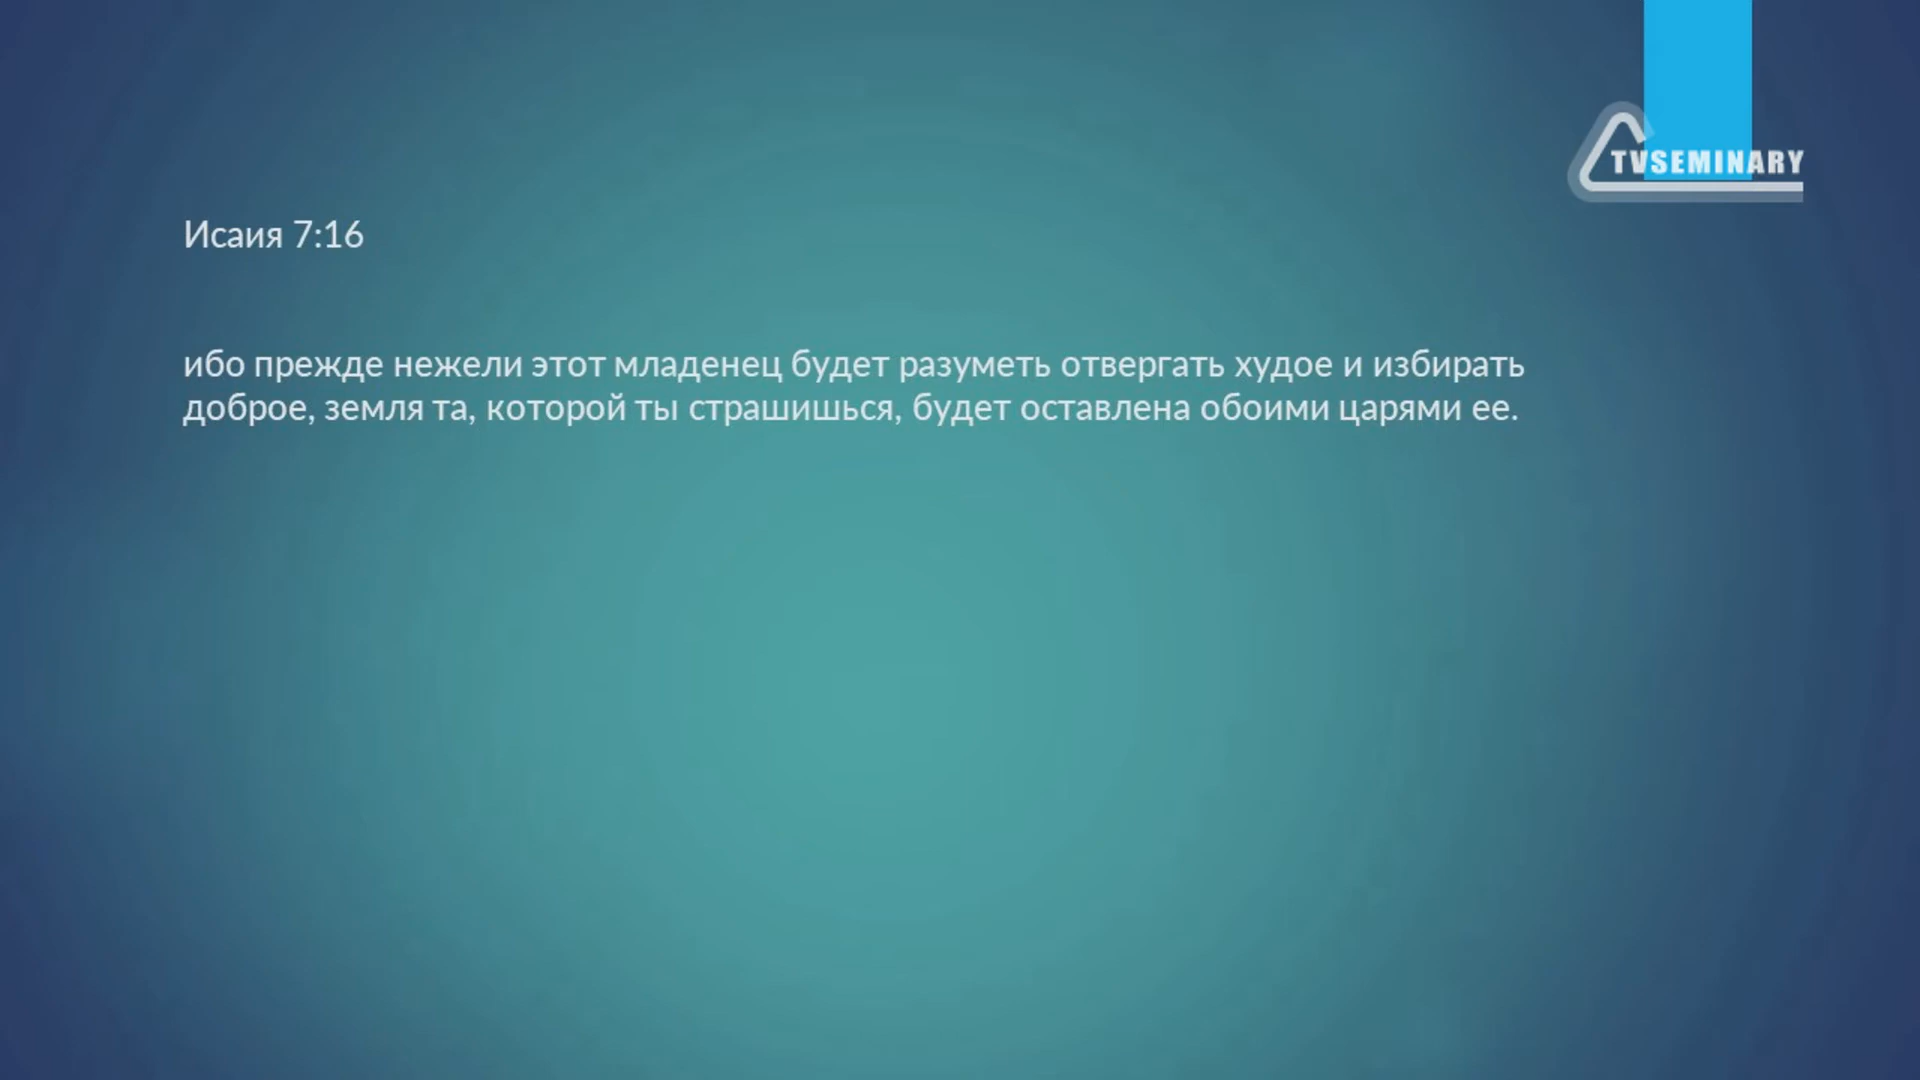 TVSEMINARY
Исаия 7:16
ибо прежде нежели этот младенец будет разуметь отвергать худое и избирать
доброе, земля та, которой ты страшишься, будет оставлена обоими царями ее.